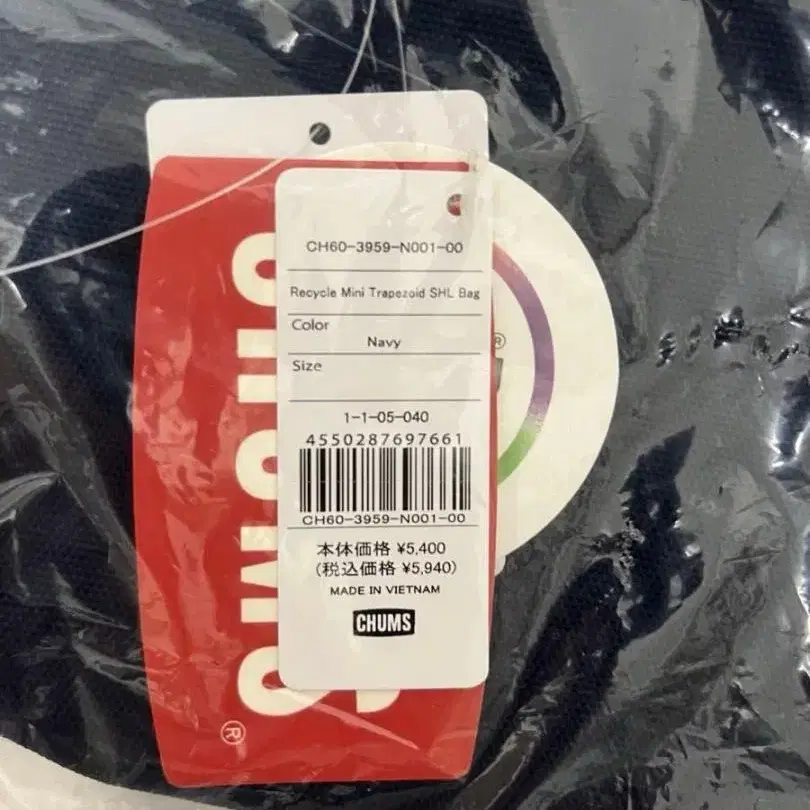 CH60-3959-N001-00
Recycle Mini Trapezoid SHL Bag
Color
Navy
Size
1-1-05-040
4550287697661
CH60-3959-N001-00
本体価格 ¥5,400
(税込価格 ¥5,940)
MADE IN VIETNAM
CHUMS
CHUMS
®
®